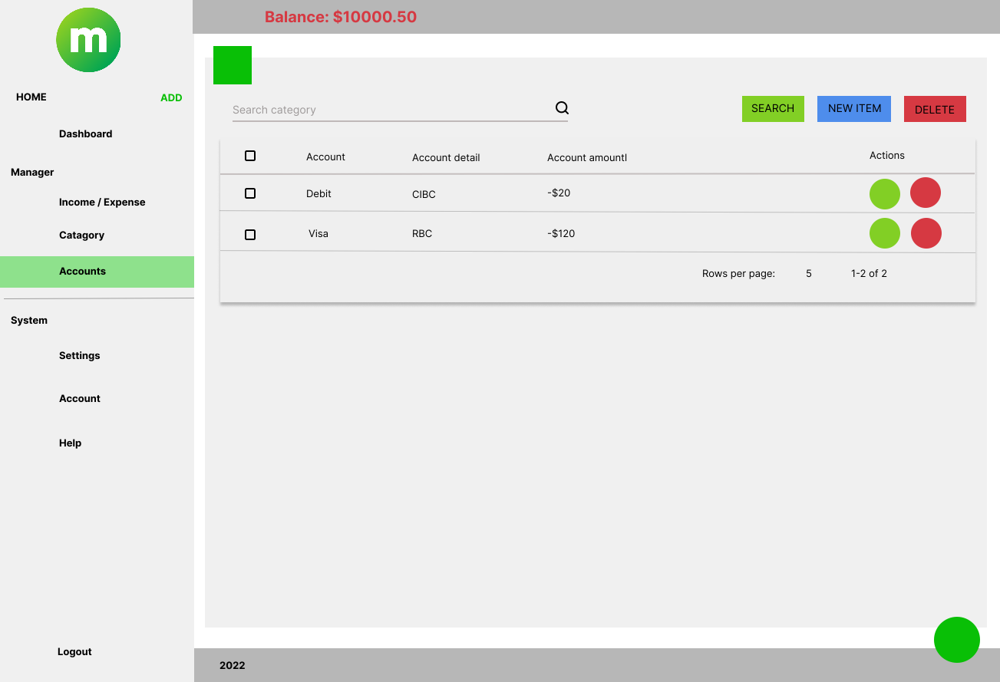 m
Balance: $10000.50
HOME
ADD
Dashboard
Manager
Income / Expense
Catagory
Accounts
System
Settings
Account
Help
Logout
Search category
SEARCH
NEW ITEM
DELETE
Account Account detail Account amountl Actions
Debit CIBC -$20
Visa RBC -$120
Rows per page: 5 1-2 of 2
2022